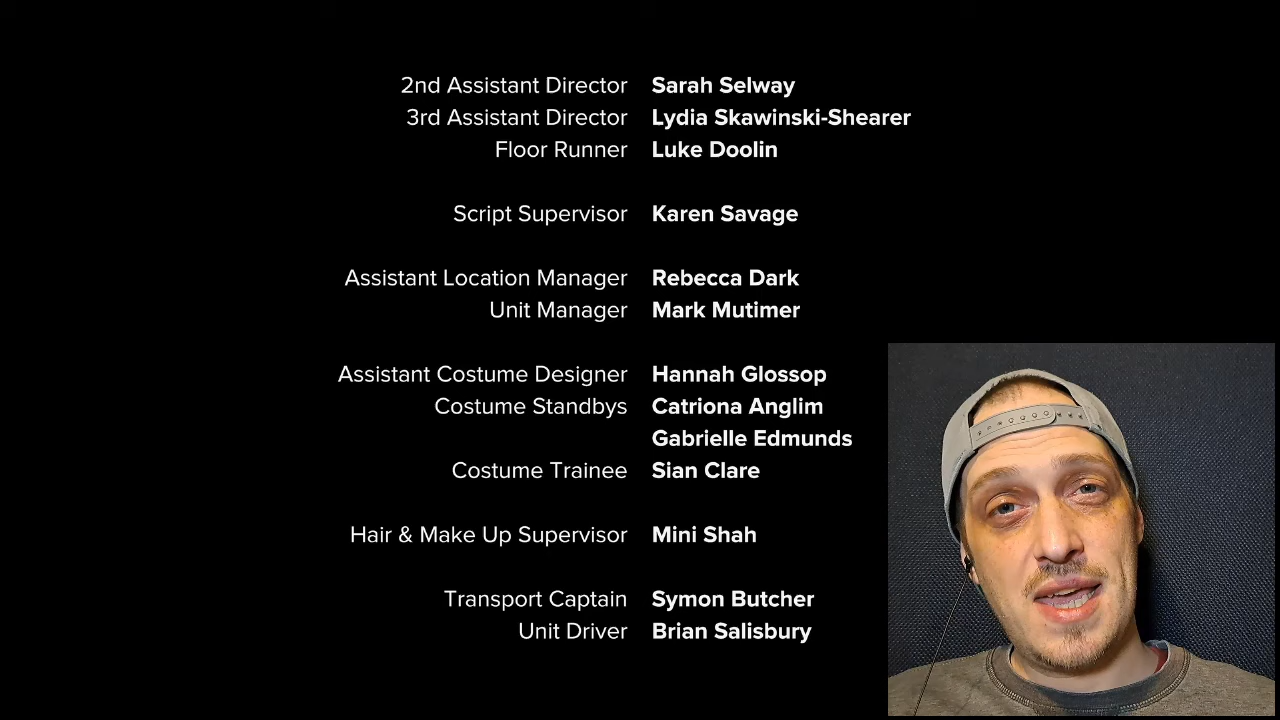 2nd Assistant Director Sarah Selway
3rd Assistant Director Lydia Skawinski-Shearer
Floor Runner Luke Doolin
Script Supervisor Karen Savage
Assistant Location Manager Rebecca Dark
Unit Manager Mark Mutimer
Assistant Costume Designer Hannah Glossop
Costume Standbys Catriona Anglim
Gabrielle Edmunds
Costume Trainee Sian Clare
Hair & Make Up Supervisor Mini Shah
Transport Captain Symon Butcher
Unit Driver Brian Salisbury